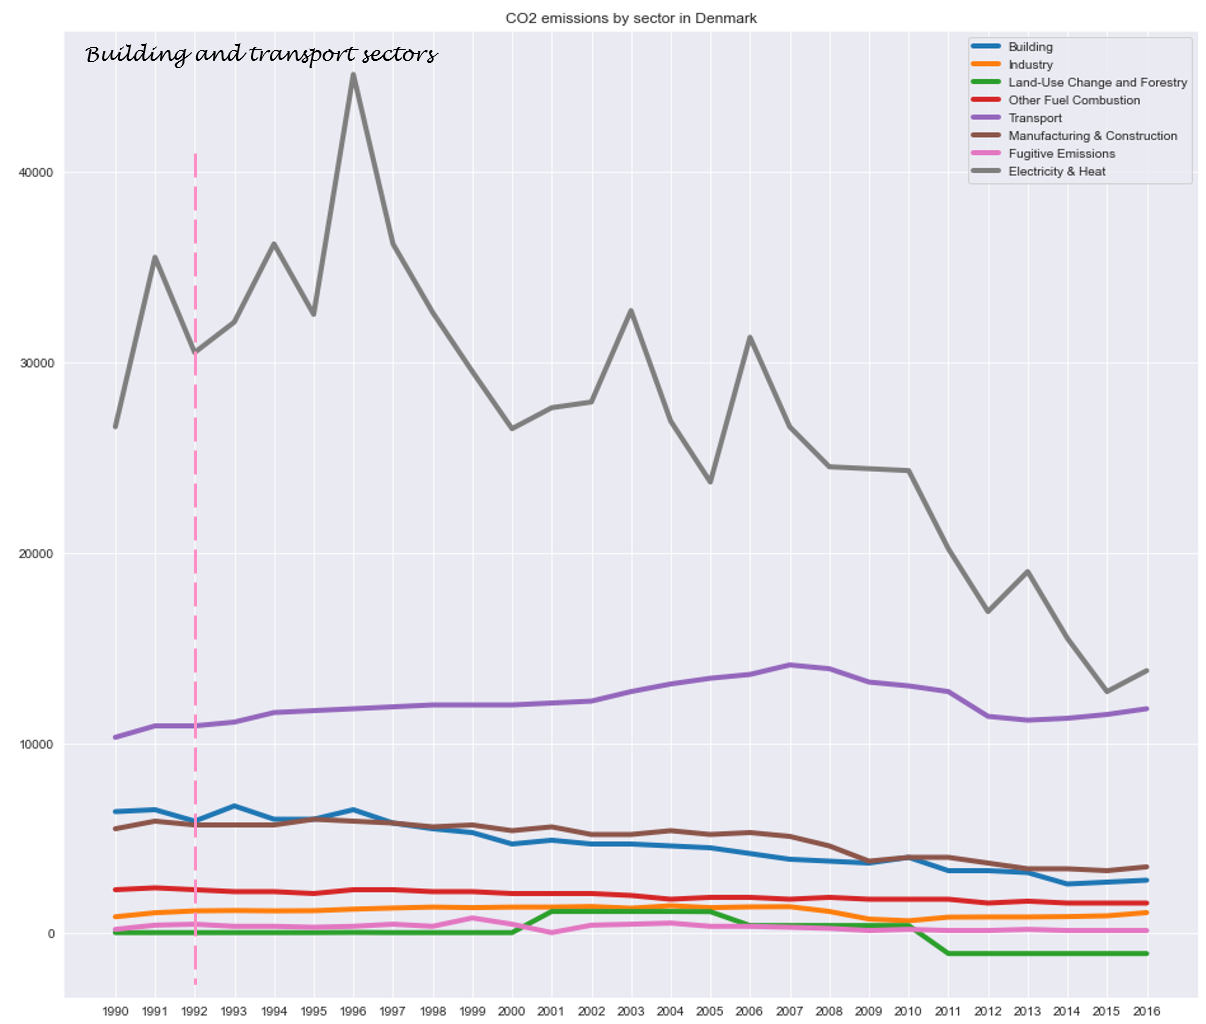 CO2 emissions by sector in Denmark
Building and transport sectors
Building
Industry
Land-Use Change and Forestry
Other Fuel Combustion
Transport
Manufacturing & Construction
Fugitive Emissions
Electricity & Heat
40000
30000
20000
10000
0
1990 1991 1992 1993 1994 1995 1996 1997 1998 1999 2000 2001 2002 2003 2004 2005 2006 2007 2008 2009 2010 2011 2012 2013 2014 2015 2016